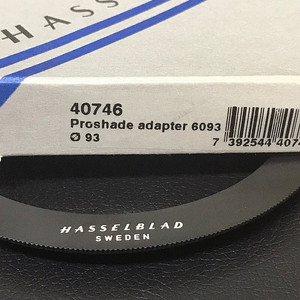 HASS
40746
Proshade adapter 6093
Ø 93
7 392544 4074
HASSELBLAD
SWEDEN